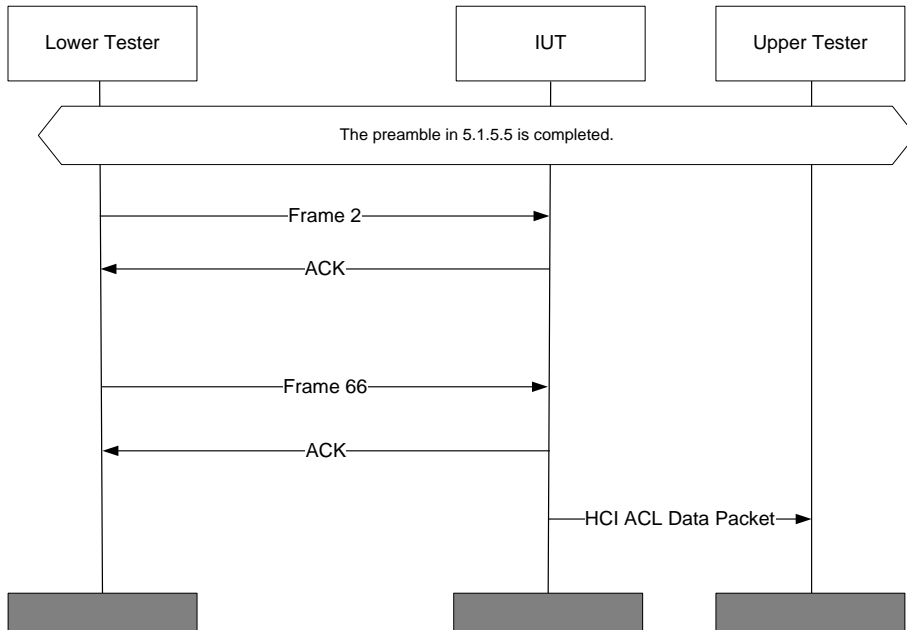 Lower Tester
IUT
Upper Tester
The preamble in 5.1.5.5 is completed.
Frame 2
ACK
Frame 66
ACK
HCI ACL Data Packet